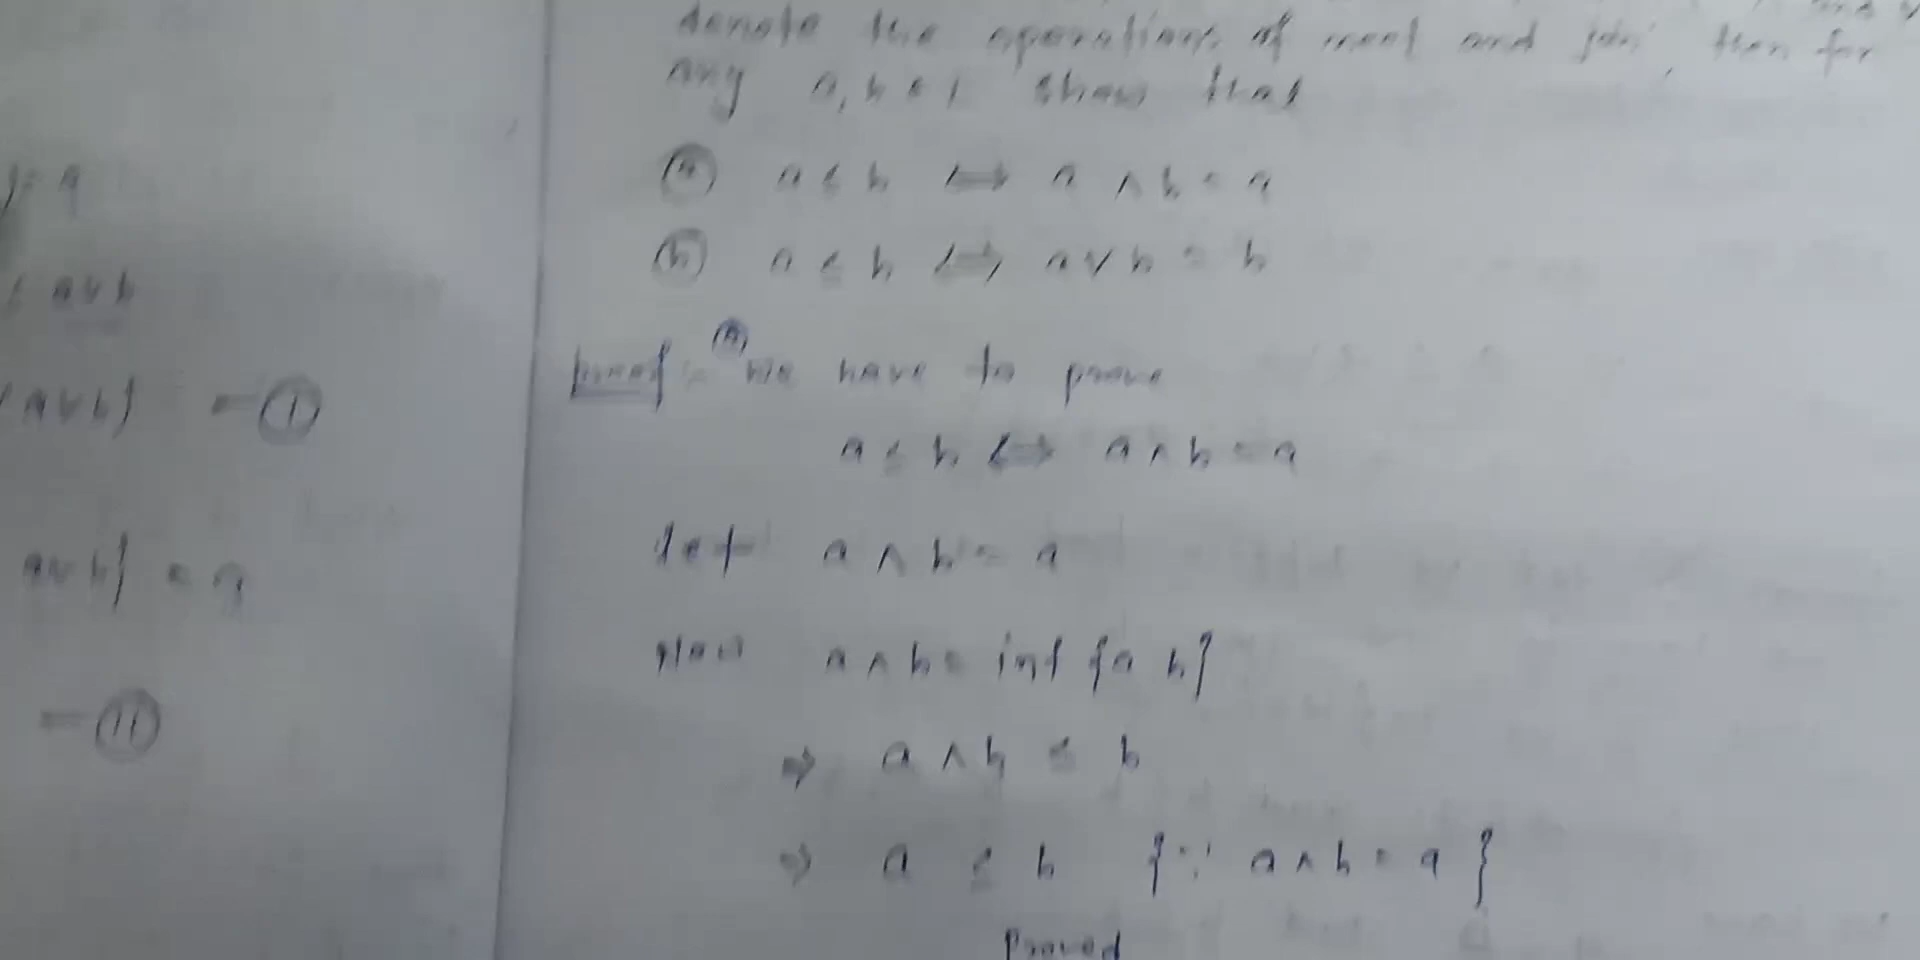 = a
≤ a∨b
(a∨b) — (I)
a∨b} = a
— (II)
denote the operations of meet and join, then for
any a, b ∈ L show that
(a) a ≤ b ⟺ a ∧ b = a
(b) a ≤ b ⟺ a ∨ b = b
proof :- (a) We have to prove
a ≤ b ⟺ a ∧ b = a
let a ∧ b = a
Now a ∧ b = inf {a b}
⇒ a ∧ b ≤ b
⇒ a ≤ b {∵ a ∧ b = a}
Proved